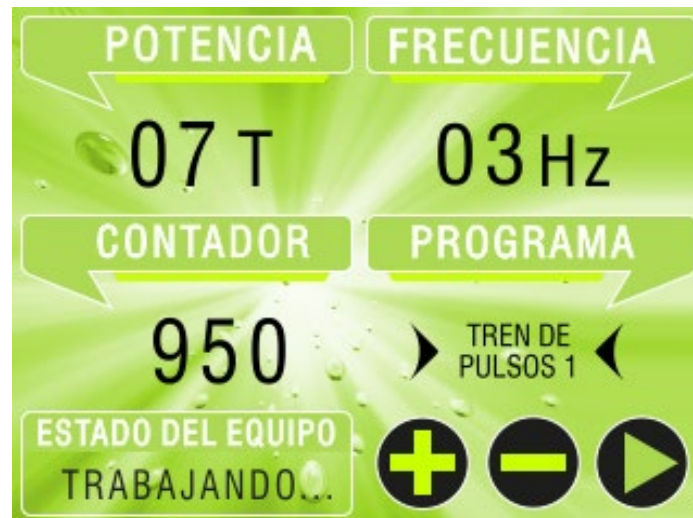 POTENCIA
FRECUENCIA
07 T
03 Hz
CONTADOR
PROGRAMA
950
TREN DE
PULSOS 1
ESTADO DEL EQUIPO
TRABAJANDO...